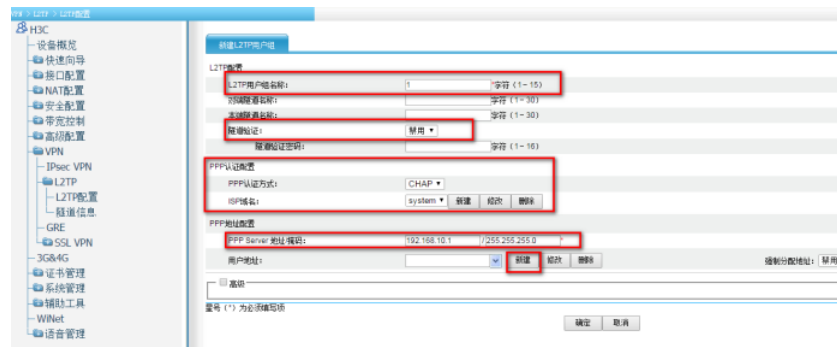 VPN > L2TP > L2TP配置
H3C
设备概览
快速向导
接口配置
NAT配置
安全配置
带宽控制
高级配置
VPN
IPsec VPN
L2TP
L2TP配置
隧道信息
GRE
SSL VPN
3G&4G
证书管理
系统管理
辅助工具
WiNet
语音管理
新建L2TP用户组
L2TP配置
L2TP用户组名称: 1 *字符 (1-15)
对端隧道名称: 字符 (1-30)
本端隧道名称: 字符 (1-30)
隧道验证: 禁用
隧道验证密码: 字符 (1-16)
PPP认证配置
PPP认证方式: CHAP
ISP域名: system 新建 修改 删除
PPP地址配置
PPP Server 地址/掩码: 192.168.10.1 / 255.255.255.0 *
用户地址: 新建 修改 删除 强制分配地址: 禁用
高级
星号 (*) 为必须填写项
确定 取消